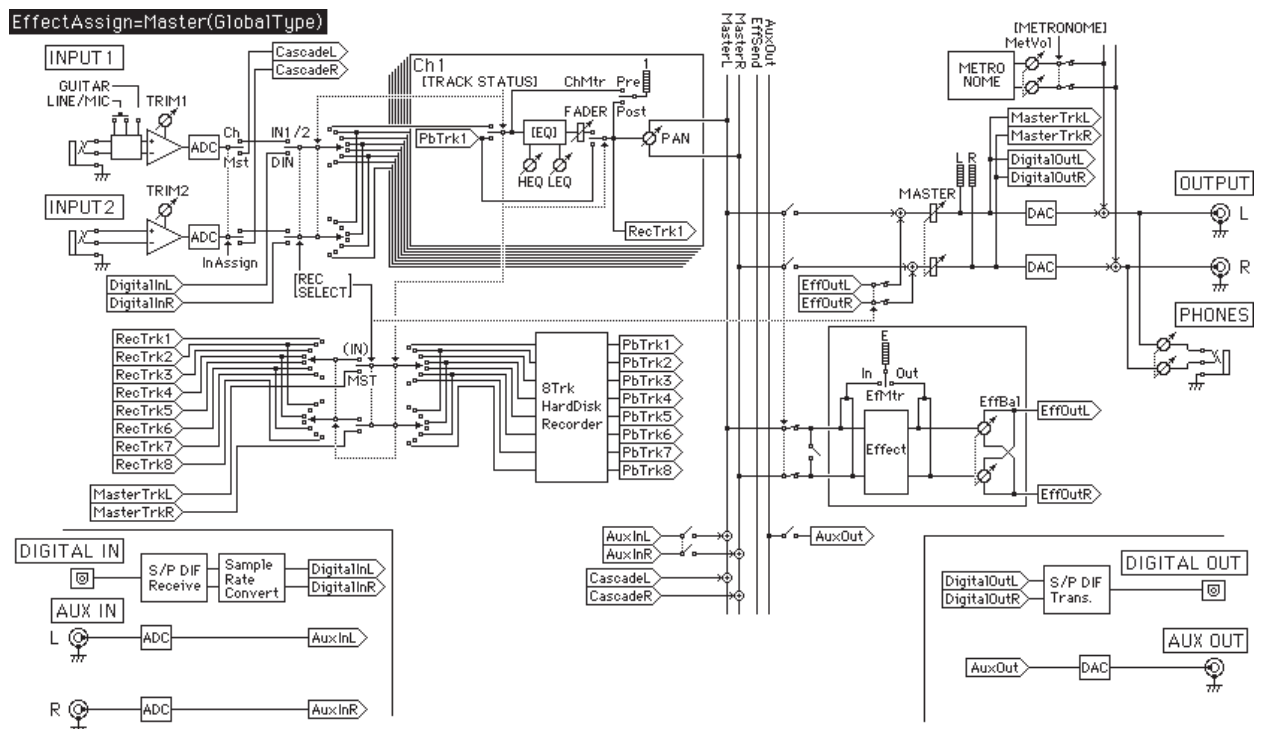 EffectAssign=Master(GlobalType)
INPUT1
GUITAR
LINE/MIC
TRIM1
ADC
Ch
Mst
CascadeL
CascadeR
IN1/2
DIN
INPUT2
TRIM2
ADC
InAssign
DigitalInL
DigitalInR
[REC SELECT]
Ch1
[TRACK STATUS]
ChMtr
Pre
1
Post
FADER
PbTrk1
[EQ]
HEQ
LEQ
PAN
RecTrk1
MasterL
MasterR
EffSend
AuxOut
[METRONOME]
MetVol
METRO
NOME
MasterTrkL
MasterTrkR
DigitalOutL
DigitalOutR
L R
MASTER
DAC
DAC
OUTPUT
L
R
PHONES
EffOutL
EffOutR
RecTrk1
RecTrk2
RecTrk3
RecTrk4
RecTrk5
RecTrk6
RecTrk7
RecTrk8
MasterTrkL
MasterTrkR
(IN)
MST
8Trk
HardDisk
Recorder
PbTrk1
PbTrk2
PbTrk3
PbTrk4
PbTrk5
PbTrk6
PbTrk7
PbTrk8
E
In
Out
EfMtr
Effect
EffBal
EffOutL
EffOutR
AuxInL
AuxInR
CascadeL
CascadeR
AuxOut
DIGITAL IN
S/P DIF
Receive
Sample
Rate
Convert
DigitalInL
DigitalInR
AUX IN
L
ADC
AuxInL
R
ADC
AuxInR
DIGITAL OUT
DigitalOutL
DigitalOutR
S/P DIF
Trans.
AUX OUT
AuxOut
DAC